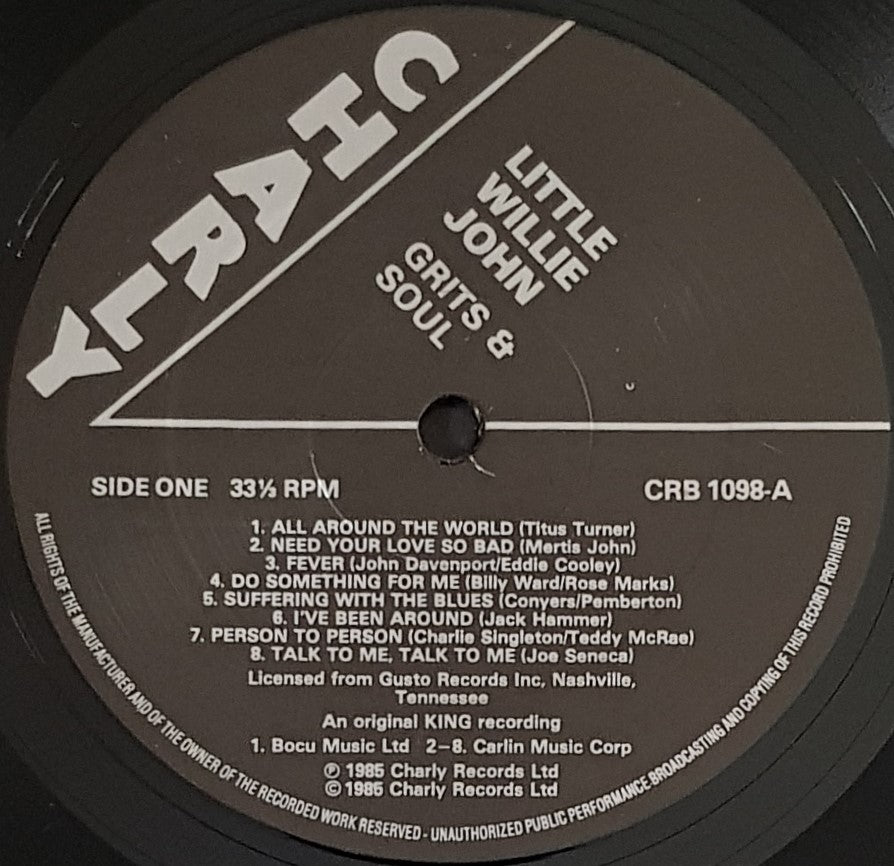 CHARLY
LITTLE
WILLIE
JOHN
GRITS &
SOUL
SIDE ONE 33⅓ RPM
CRB 1098-A
1. ALL AROUND THE WORLD (Titus Turner)
2. NEED YOUR LOVE SO BAD (Mertis John)
3. FEVER (John Davenport/Eddie Cooley)
4. DO SOMETHING FOR ME (Billy Ward/Rose Marks)
5. SUFFERING WITH THE BLUES (Conyers/Pemberton)
6. I'VE BEEN AROUND (Jack Hammer)
7. PERSON TO PERSON (Charlie Singleton/Teddy McRae)
8. TALK TO ME, TALK TO ME (Joe Seneca)
Licensed from Gusto Records Inc, Nashville,
Tennessee
An original KING recording
1. Bocu Music Ltd 2–8. Carlin Music Corp
℗ 1985 Charly Records Ltd
© 1985 Charly Records Ltd
ALL RIGHTS OF THE MANUFACTURER AND OF THE OWNER OF THE RECORDED WORK RESERVED - UNAUTHORIZED PUBLIC PERFORMANCE BROADCASTING AND COPYING OF THIS RECORD PROHIBITED